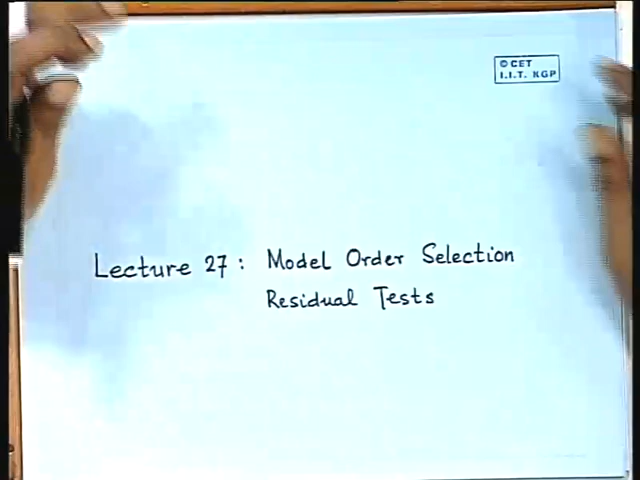 © CET
I.I.T. KGP
Lecture 27 : Model Order Selection
Residual Tests